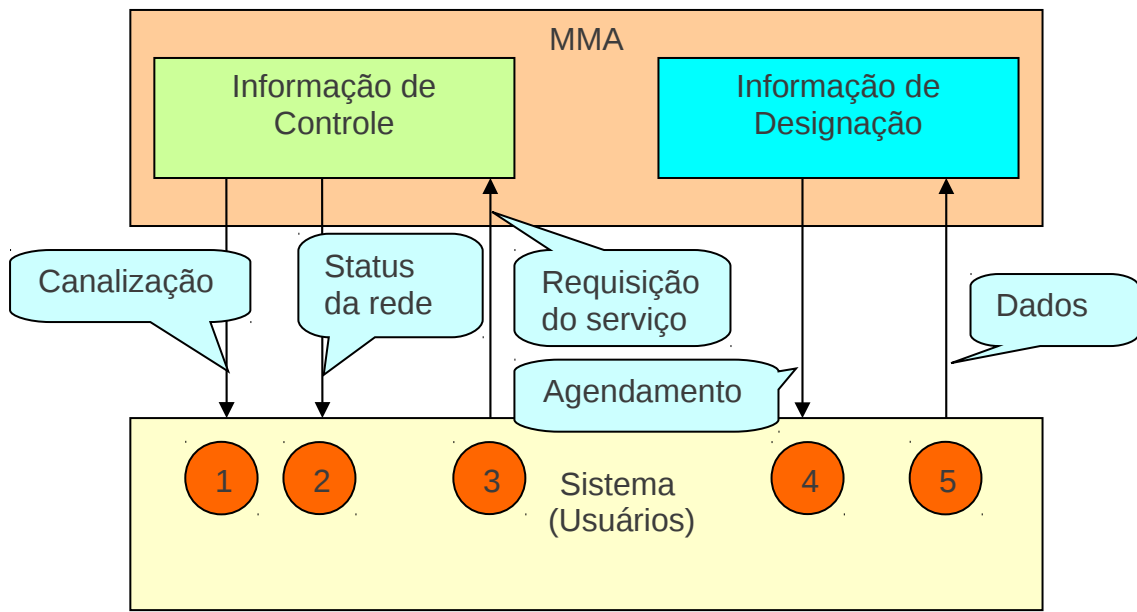 MMA
Informação de
Controle
Informação de
Designação
Canalização
Status
da rede
Requisição
do serviço
Dados
Agendamento
1
2
3
Sistema
(Usuários)
4
5